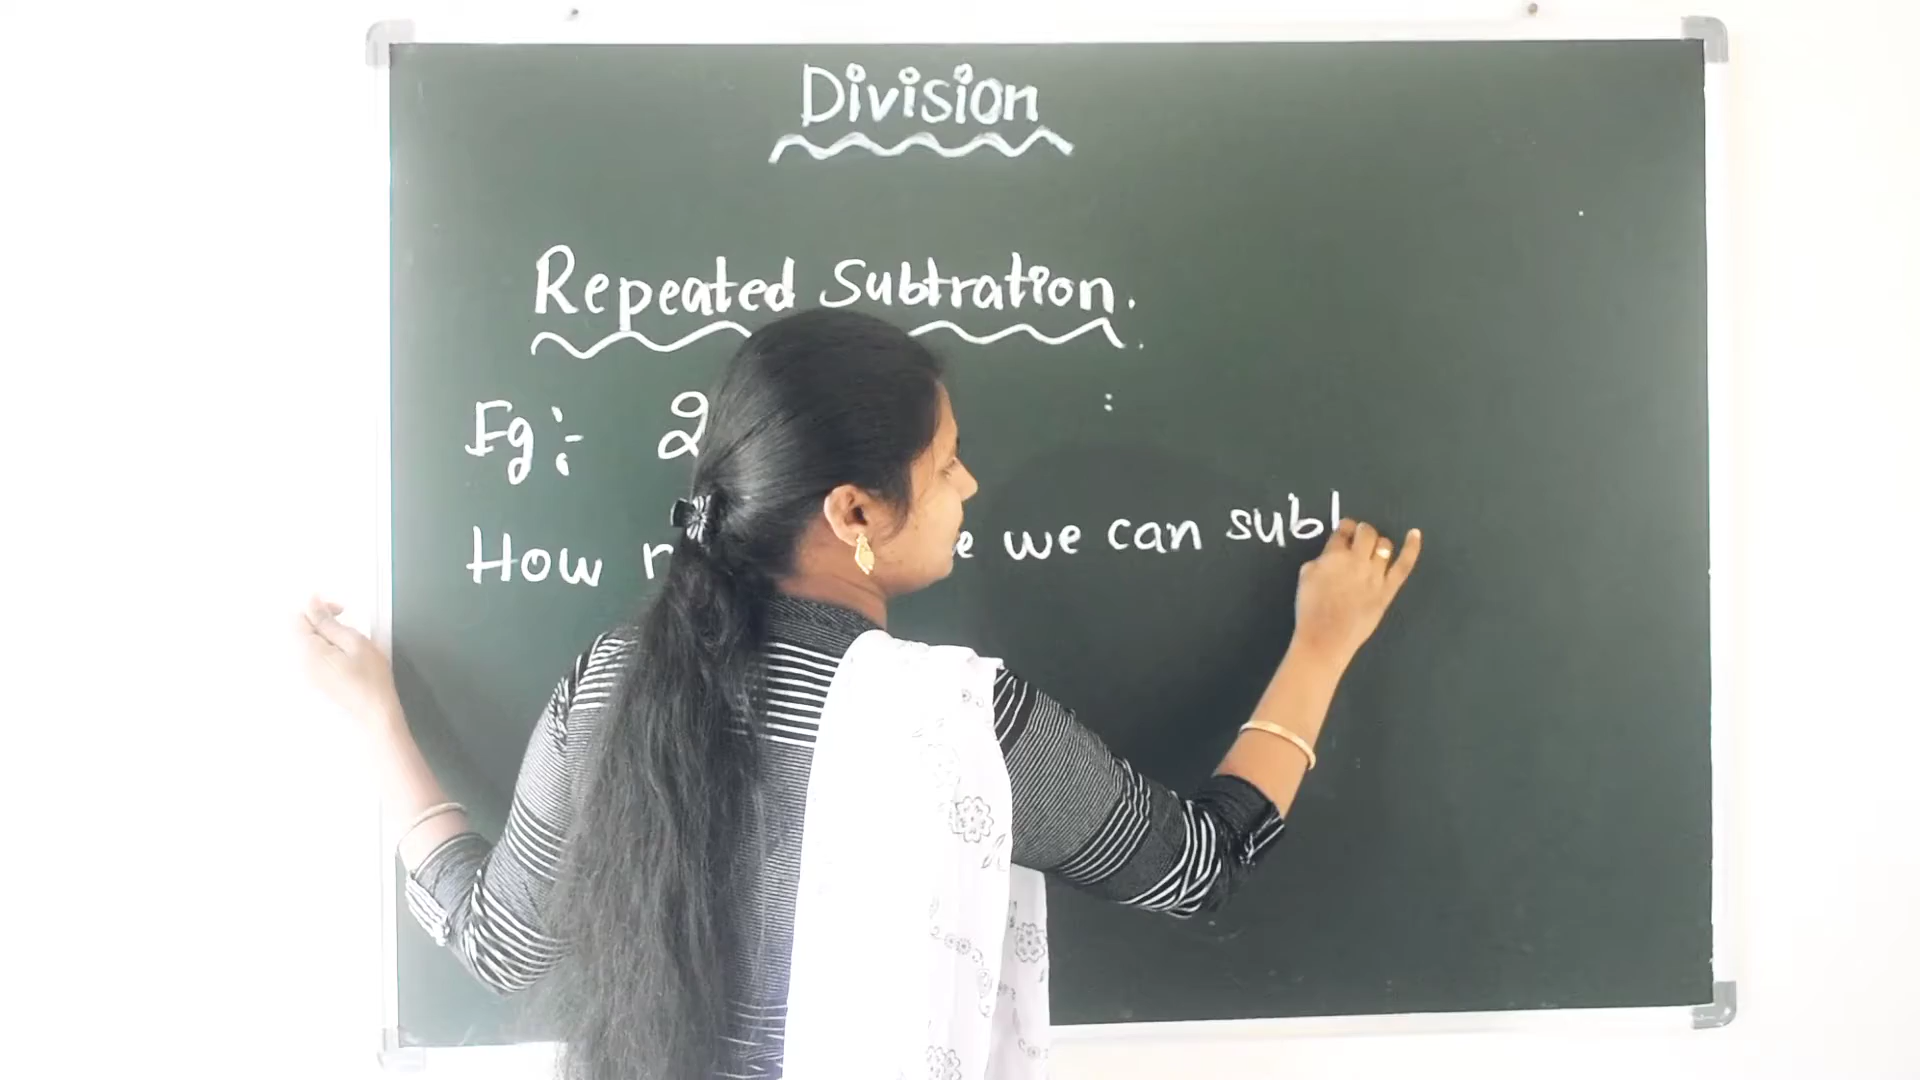 Division
Repeated Subtration.
Eg:- 2
How we can subt